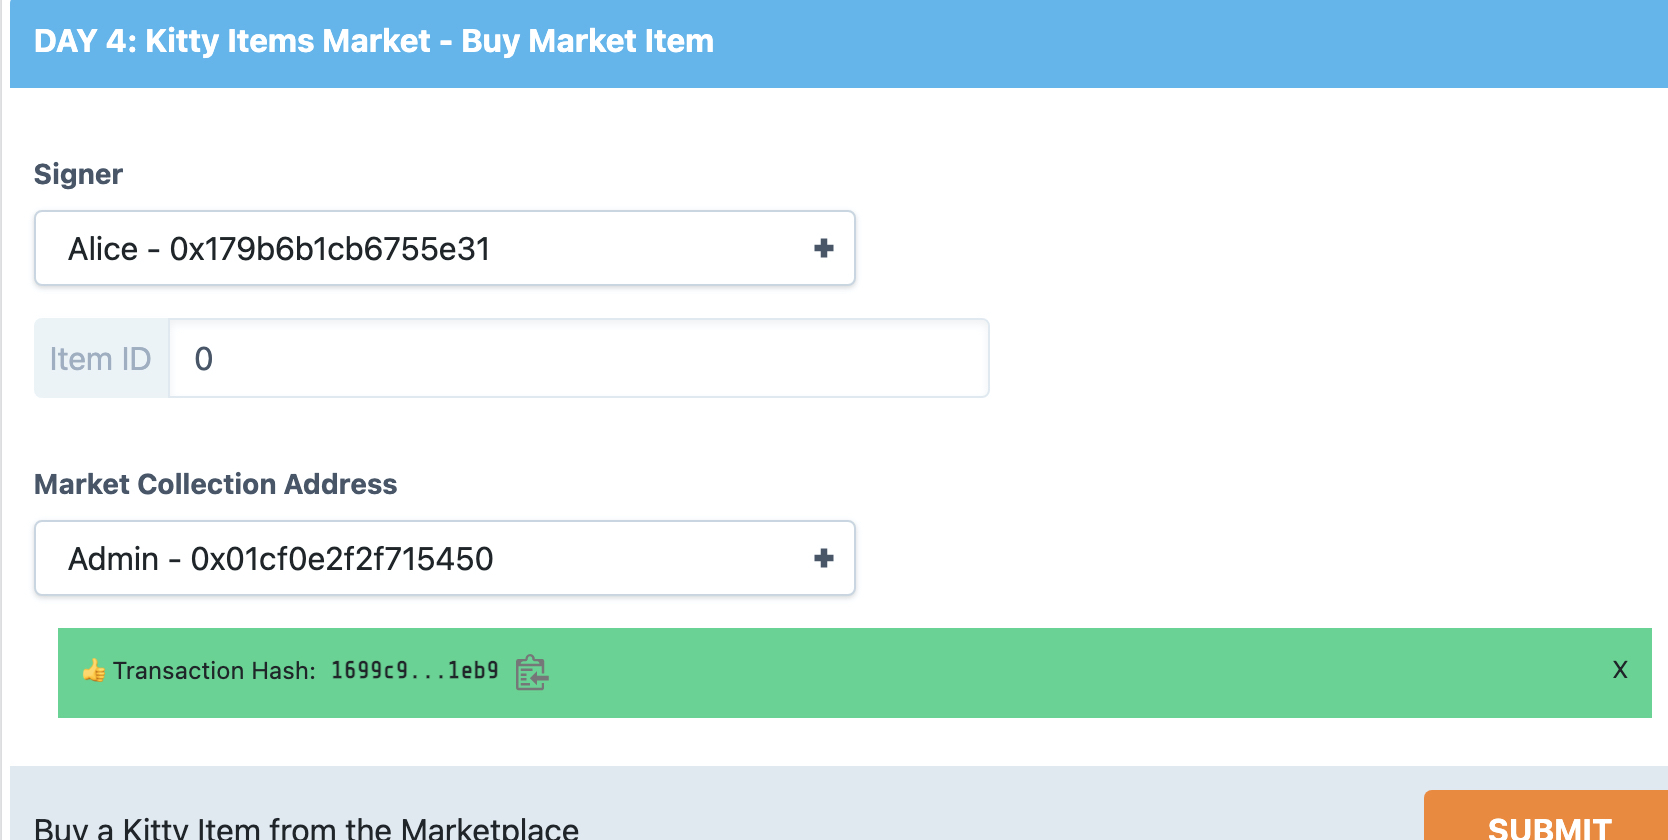 DAY 4: Kitty Items Market - Buy Market Item
Signer
Alice - 0x179b6b1cb6755e31
Item ID 0
Market Collection Address
Admin - 0x01cf0e2f2f715450
👍 Transaction Hash: 1699c9...1eb9 X
Buy a Kitty Item from the Marketplace SUBMIT